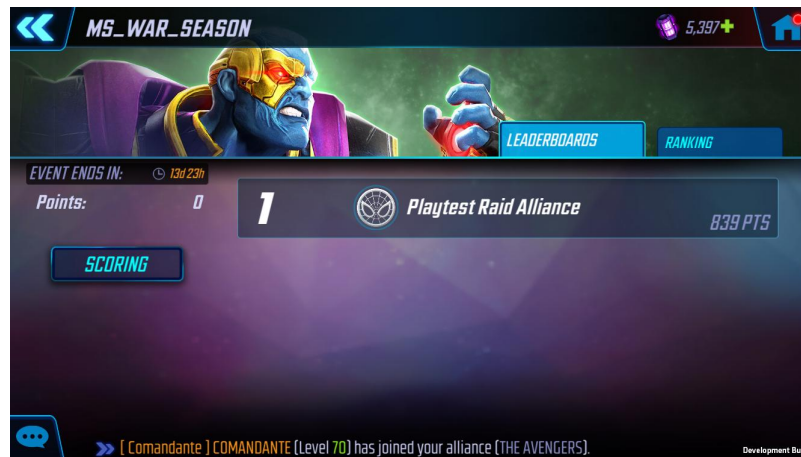 MS_WAR_SEASON
5,397
LEADERBOARDS
RANKING
EVENT ENDS IN: 13d 23h
Points: 0
1 Playtest Raid Alliance
839 PTS
SCORING
[ Comandante ] COMANDANTE (Level 70) has joined your alliance (THE AVENGERS).
Development Bu